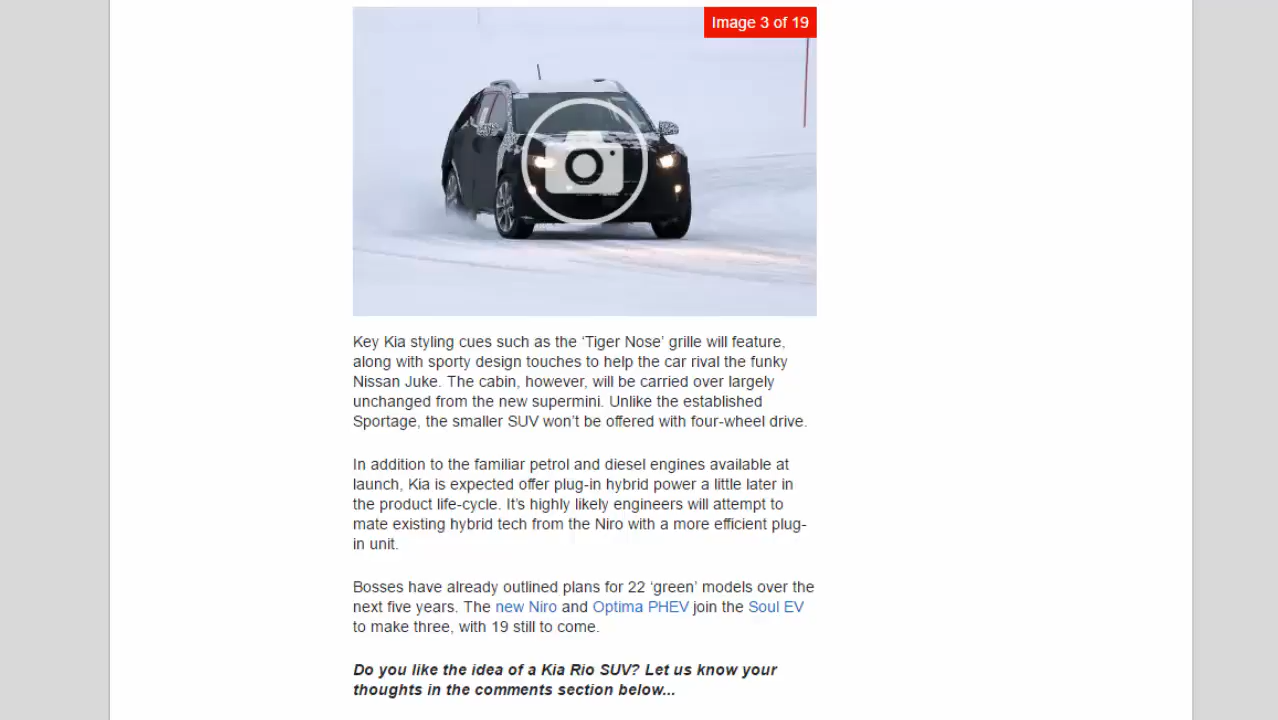 Image 3 of 19
Key Kia styling cues such as the ‘Tiger Nose’ grille will feature,
along with sporty design touches to help the car rival the funky
Nissan Juke. The cabin, however, will be carried over largely
unchanged from the new supermini. Unlike the established
Sportage, the smaller SUV won’t be offered with four-wheel drive.
In addition to the familiar petrol and diesel engines available at
launch, Kia is expected offer plug-in hybrid power a little later in
the product life-cycle. It’s highly likely engineers will attempt to
mate existing hybrid tech from the Niro with a more efficient plug-
in unit.
Bosses have already outlined plans for 22 ‘green’ models over the
next five years. The new Niro and Optima PHEV join the Soul EV
to make three, with 19 still to come.
Do you like the idea of a Kia Rio SUV? Let us know your
thoughts in the comments section below...